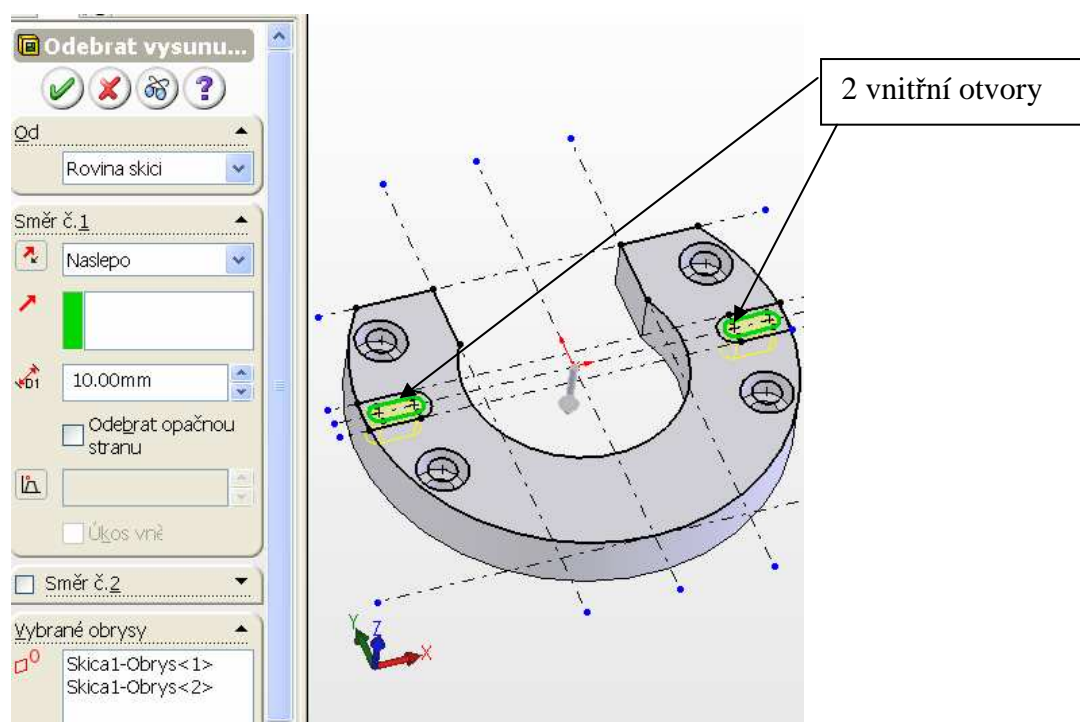 Odebrat vysunu...
?
Od
Rovina skici
Směr č.1
Naslepo
D1
10.00mm
Odebrat opačnou
stranu
Úkos vně
Směr č.2
Vybrané obrysy
Skica1-Obrys<1>
Skica1-Obrys<2>
2 vnitřní otvory
Y
Z
X